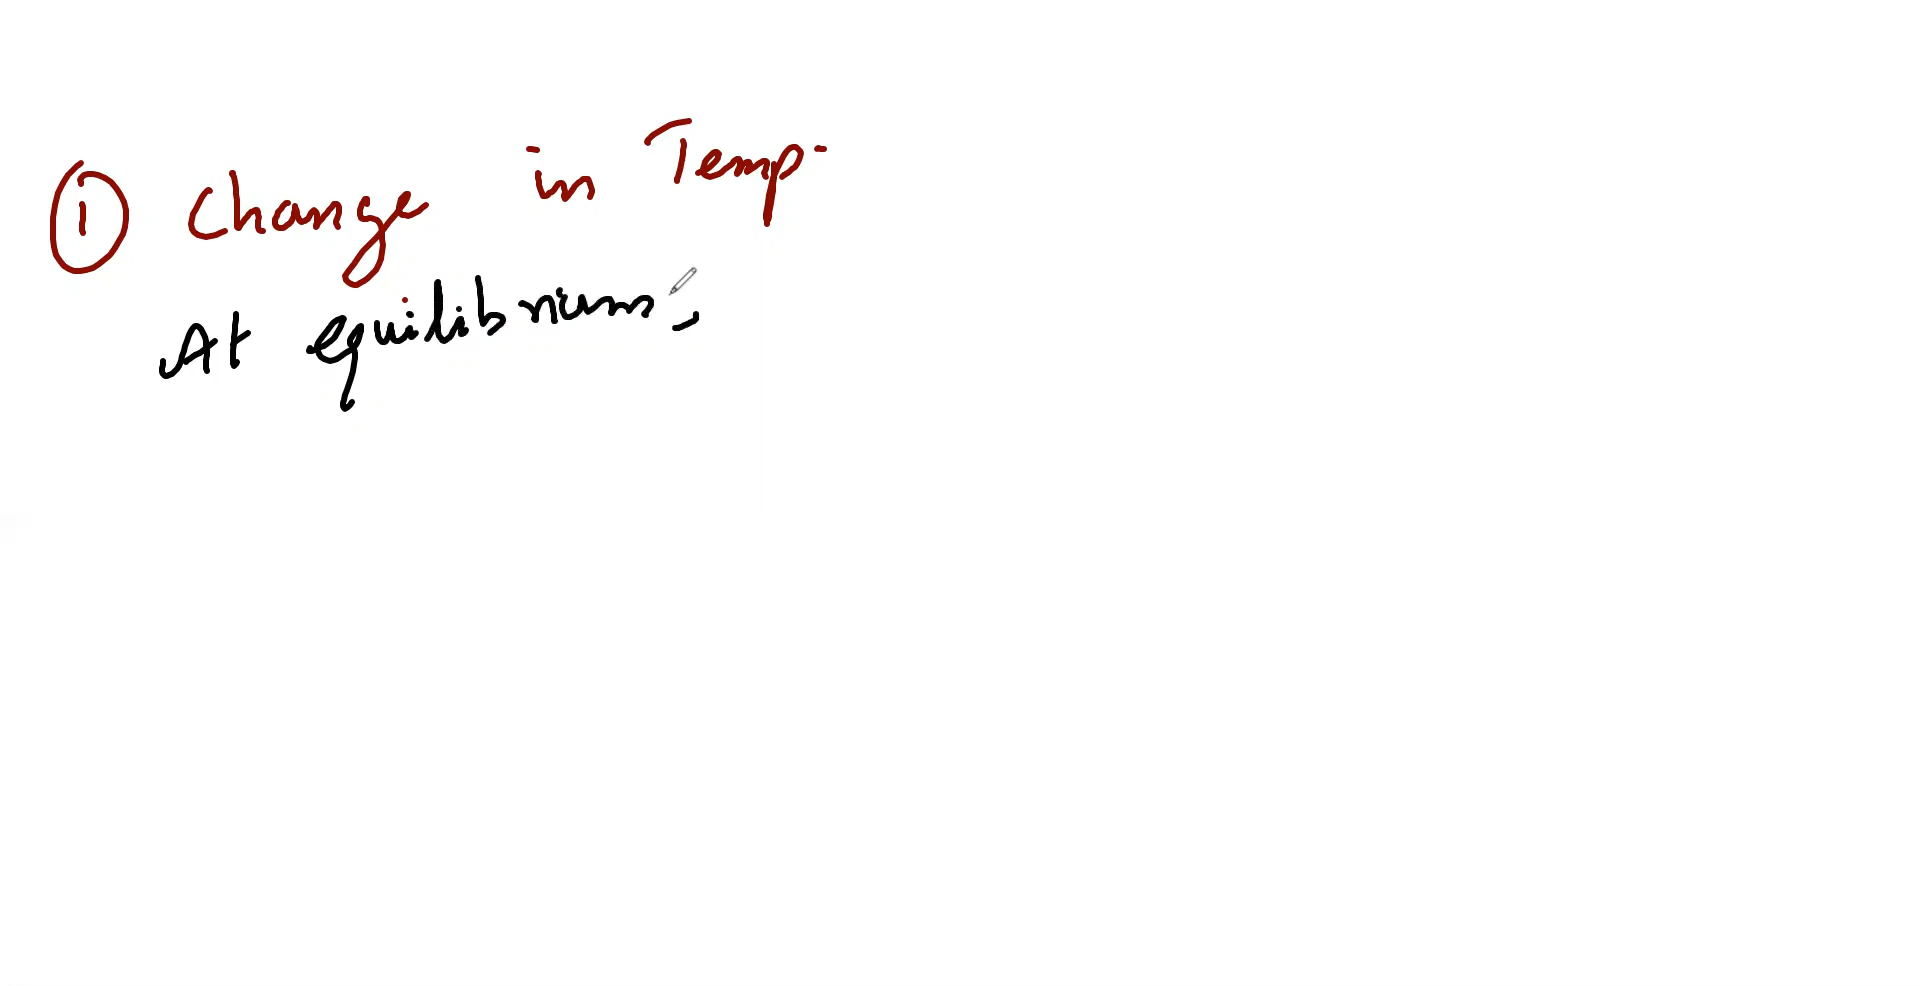 ① Change in Temp.
At equilibrium,